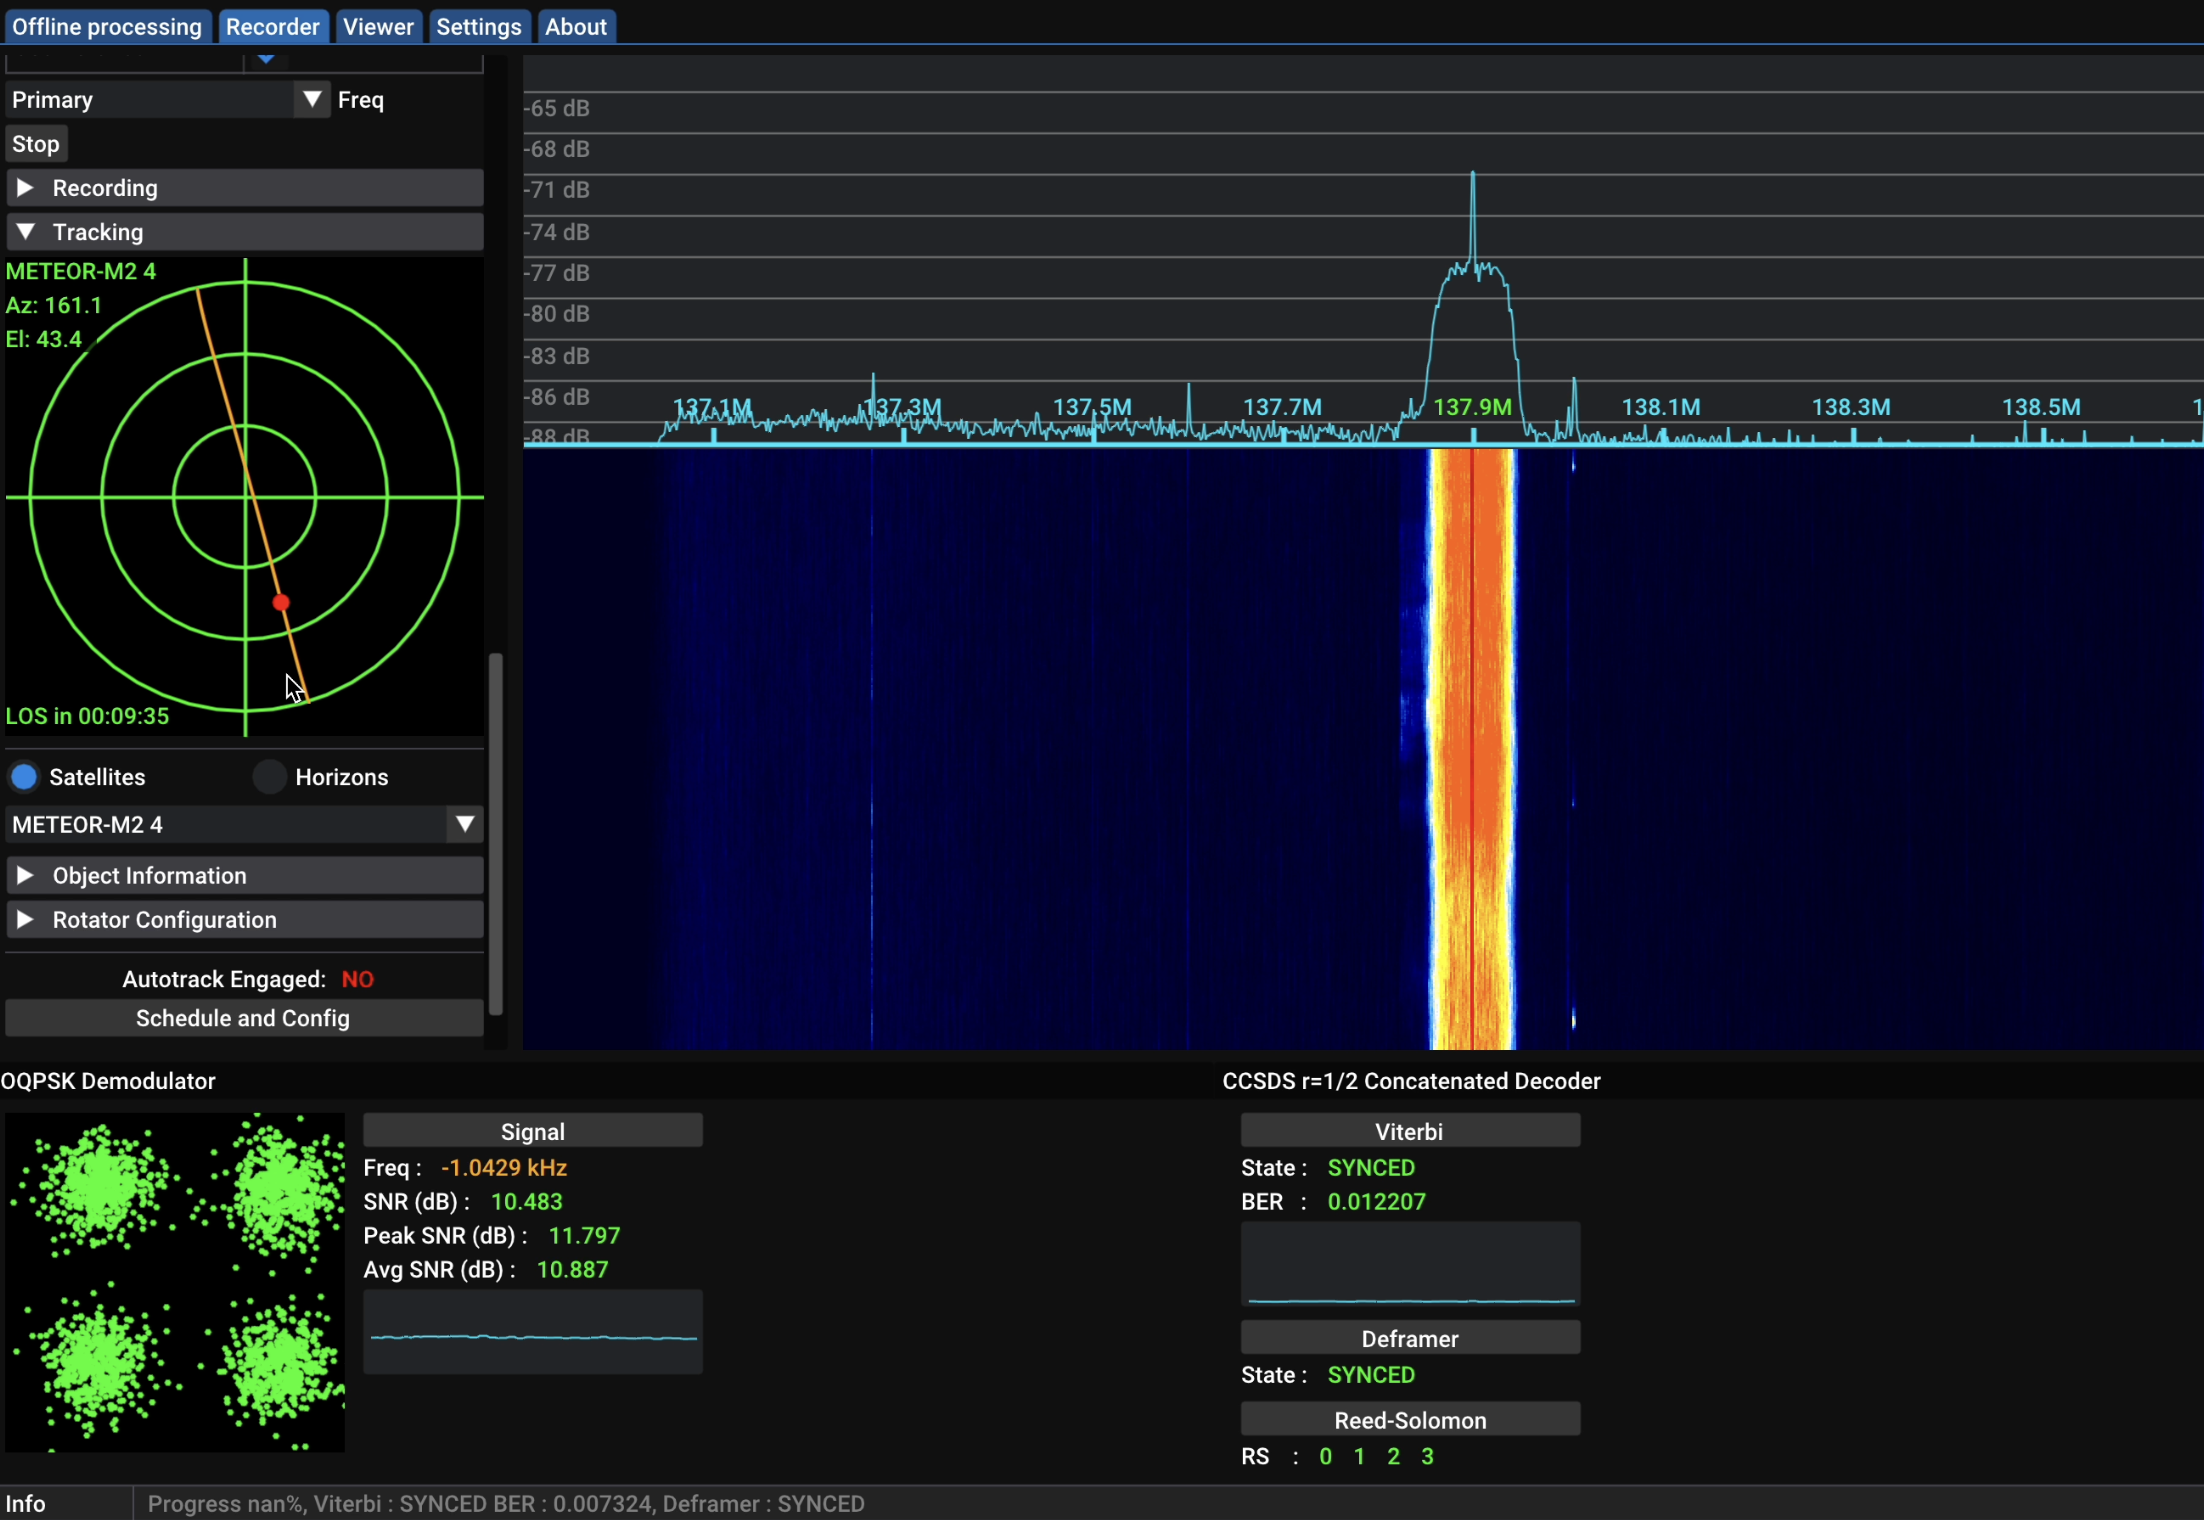 Offline processing Recorder Viewer Settings About
Primary Freq
Stop
Recording
Tracking
METEOR-M2 4
Az: 161.1
El: 43.4
LOS in 00:09:35
Satellites Horizons
METEOR-M2 4
Object Information
Rotator Configuration
Autotrack Engaged: NO
Schedule and Config
-65 dB
-68 dB
-71 dB
-74 dB
-77 dB
-80 dB
-83 dB
-86 dB
-88 dB
137.1M 137.3M 137.5M 137.7M 137.9M 138.1M 138.3M 138.5M
OQPSK Demodulator
Signal
Freq : -1.0429 kHz
SNR (dB) : 10.483
Peak SNR (dB) : 11.797
Avg SNR (dB) : 10.887
CCSDS r=1/2 Concatenated Decoder
Viterbi
State : SYNCED
BER : 0.012207
Deframer
State : SYNCED
Reed-Solomon
RS : 0 1 2 3
Info Progress nan%, Viterbi : SYNCED BER : 0.007324, Deframer : SYNCED